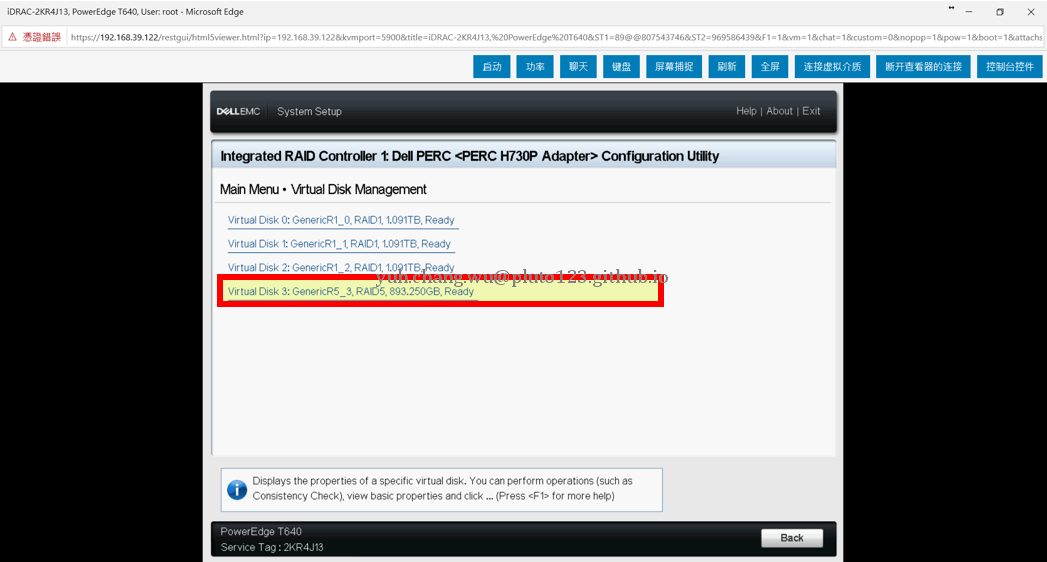 iDRAC-2KR4J13, PowerEdge T640, User: root - Microsoft Edge
憑證錯誤 https://192.168.39.122/restgui/html5viewer.html?ip=192.168.39.122&kvmport=5900&title=iDRAC-2KR4J13,%20PowerEdge%20T640&ST1=89@@807543746&ST2=969586439&F1=1&vm=1&chat=1&custom=0&nopop=1&pow=1&boot=1&attachs
启动 功率 聊天 键盘 屏幕捕捉 刷新 全屏 连接虚拟介质 断开查看器的连接 控制台控件
DELLEMC System Setup Help | About | Exit
Integrated RAID Controller 1: Dell PERC <PERC H730P Adapter> Configuration Utility
Main Menu • Virtual Disk Management
Virtual Disk 0: GenericR1_0, RAID1, 1.091TB, Ready
Virtual Disk 1: GenericR1_1, RAID1, 1.091TB, Ready
Virtual Disk 2: GenericR1_2, RAID1, 1.091TB, Ready
yuh.chang.wu@pluto123.github.io
Virtual Disk 3: GenericR5_3, RAID5, 893.250GB, Ready
Displays the properties of a specific virtual disk. You can perform operations (such as
Consistency Check), view basic properties and click ... (Press <F1> for more help)
PowerEdge T640
Service Tag : 2KR4J13
Back